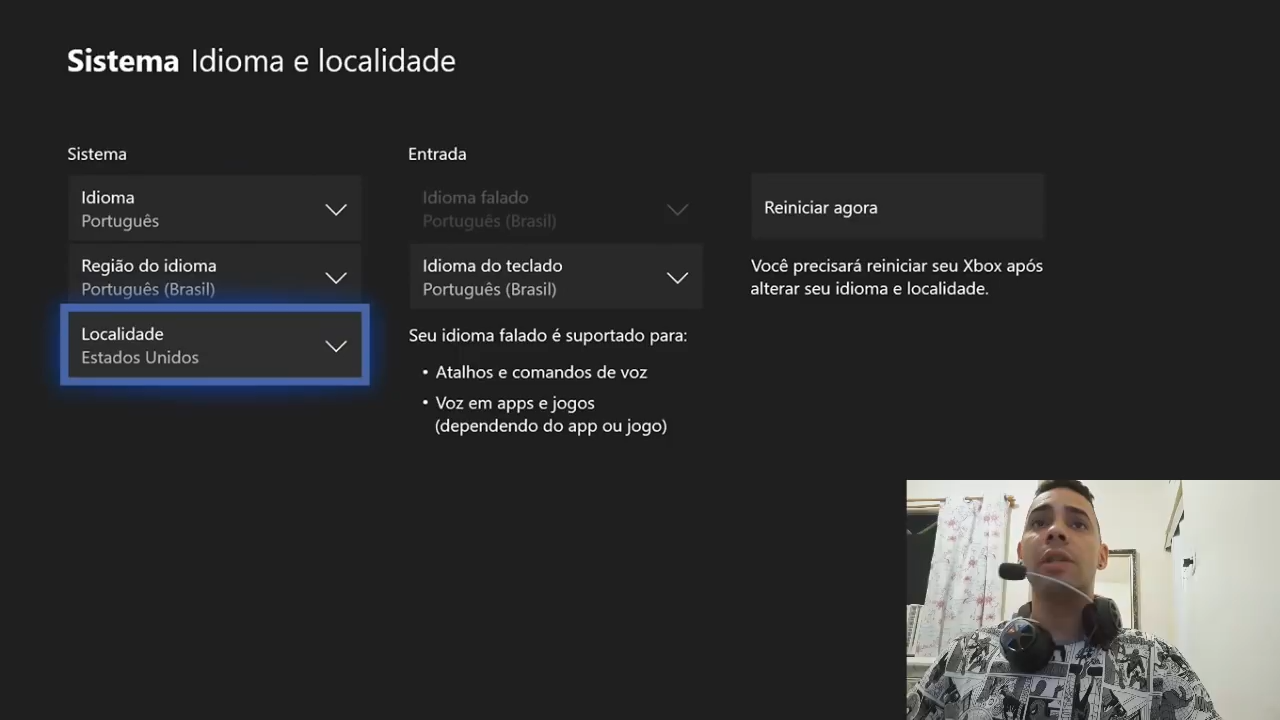 Sistema Idioma e localidade
Sistema
Idioma
Português
Região do idioma
Português (Brasil)
Localidade
Estados Unidos
Entrada
Idioma falado
Português (Brasil)
Idioma do teclado
Português (Brasil)
Seu idioma falado é suportado para:
• Atalhos e comandos de voz
• Voz em apps e jogos
(dependendo do app ou jogo)
Reiniciar agora
Você precisará reiniciar seu Xbox após
alterar seu idioma e localidade.